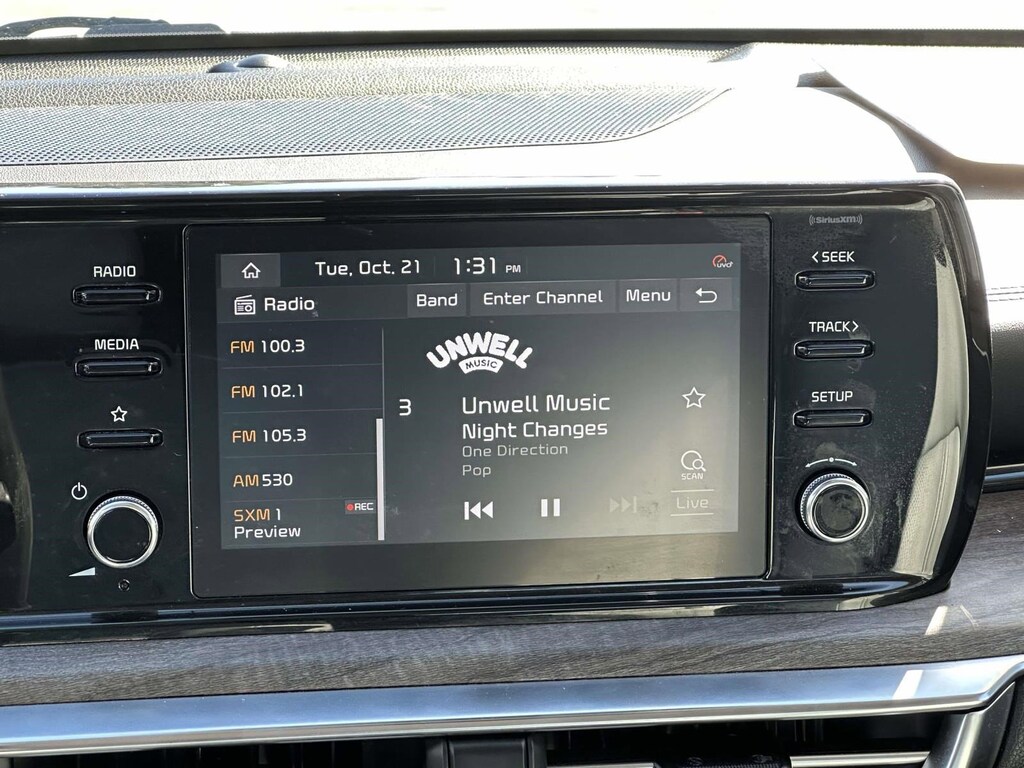 SiriusXM
RADIO
MEDIA
< SEEK
TRACK >
SETUP
Tue, Oct. 21 1:31 PM UVO
Radio Band Enter Channel Menu
FM 100.3
FM 102.1
FM 105.3
AM 530
SXM 1 REC
Preview
UNWELL
MUSIC
3 Unwell Music
Night Changes
One Direction
Pop
SCAN
Live